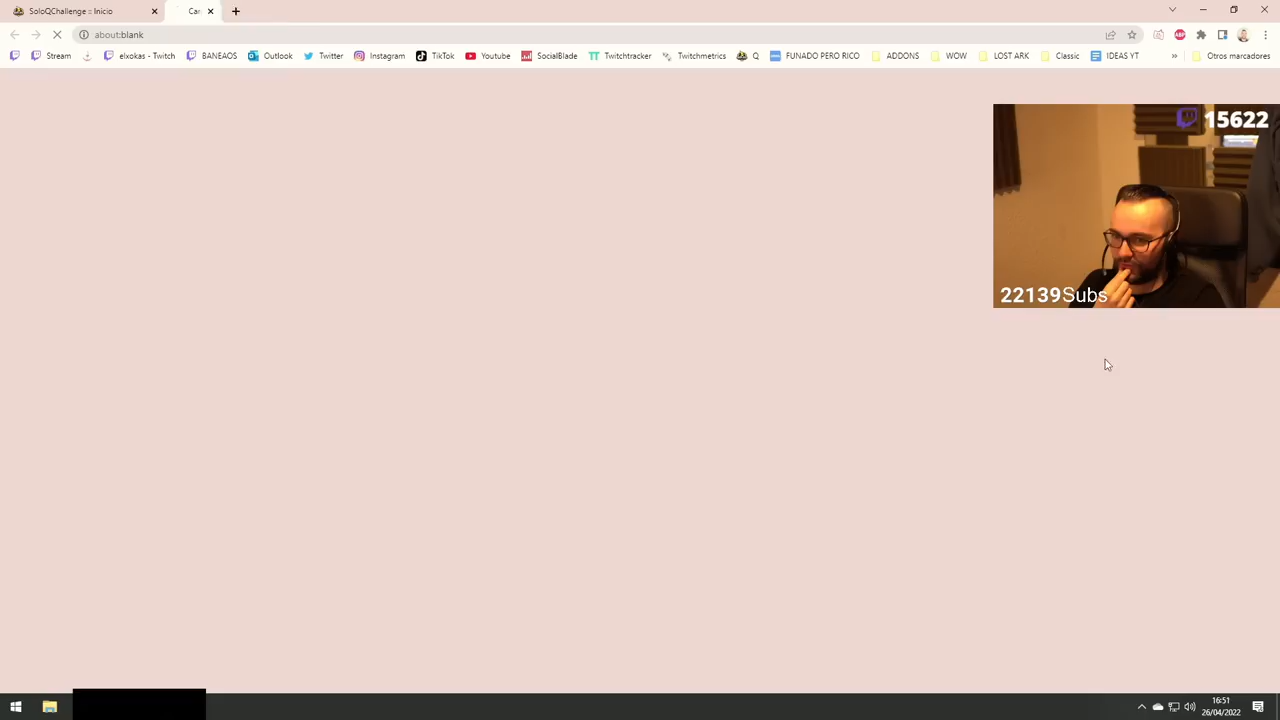 SoloQChallenge :: Inicio
Car
about:blank
Stream
elxokas - Twitch
BANEAOS
Outlook
Twitter
Instagram
TikTok
Youtube
SocialBlade
Twitchtracker
Twitchmetrics
Q
FUNADO PERO RICO
ADDONS
WOW
LOST ARK
Classic
IDEAS YT
»
Otros marcadores
ABP
15622
22139Subs
16:51
26/04/2022